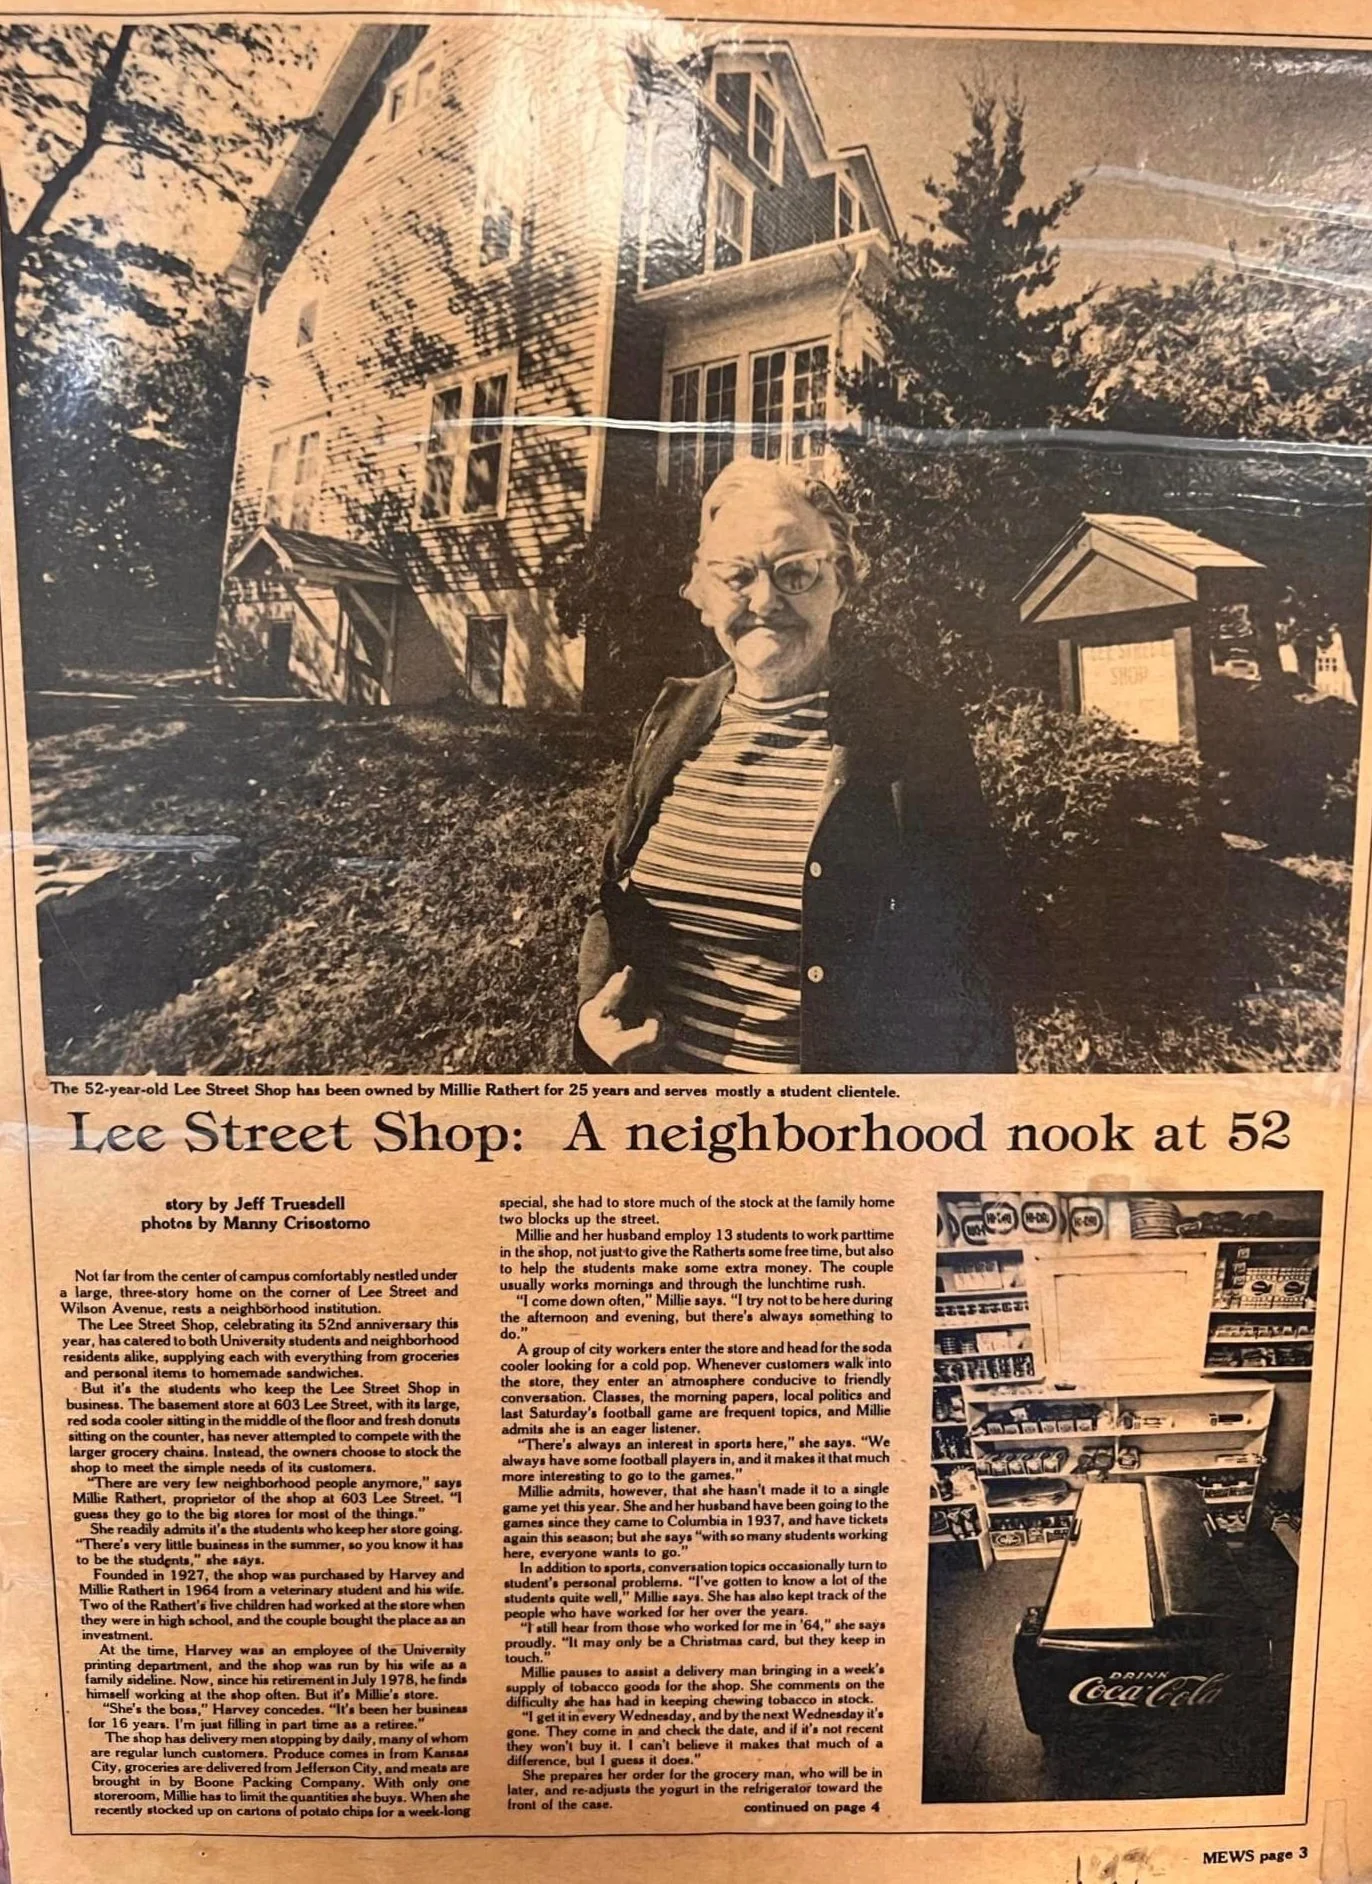 LEE STREET
SHOP
The 52-year-old Lee Street Shop has been owned by Millie Rathert for 25 years and serves mostly a student clientele.
Lee Street Shop: A neighborhood nook at 52
story by Jeff Truesdell
photos by Manny Crisostomo
Not far from the center of campus comfortably nestled under
a large, three-story home on the corner of Lee Street and
Wilson Avenue, rests a neighborhood institution.
The Lee Street Shop, celebrating its 52nd anniversary this
year, has catered to both University students and neighborhood
residents alike, supplying each with everything from groceries
and personal items to homemade sandwiches.
But it's the students who keep the Lee Street Shop in
business. The basement store at 603 Lee Street, with its large,
red soda cooler sitting in the middle of the floor and fresh donuts
sitting on the counter, has never attempted to compete with the
larger grocery chains. Instead, the owners choose to stock the
shop to meet the simple needs of its customers.
"There are very few neighborhood people anymore," says
Millie Rathert, proprietor of the shop at 603 Lee Street. "I
guess they go to the big stores for most of the things."
She readily admits it's the students who keep her store going.
"There's very little business in the summer, so you know it has
to be the students," she says.
Founded in 1927, the shop was purchased by Harvey and
Millie Rathert in 1964 from a veterinary student and his wife.
Two of the Rathert's five children had worked at the store when
they were in high school, and the couple bought the place as an
investment.
At the time, Harvey was an employee of the University
printing department, and the shop was run by his wife as a
family sideline. Now, since his retirement in July 1978, he finds
himself working at the shop often. But it's Millie's store.
"She's the boss," Harvey concedes. "It's been her business
for 16 years. I'm just filling in part time as a retiree."
The shop has delivery men stopping by daily, many of whom
are regular lunch customers. Produce comes in from Kansas
City, groceries are delivered from Jefferson City, and meats are
brought in by Boone Packing Company. With only one
storeroom, Millie has to limit the quantities she buys. When she
recently stocked up on cartons of potato chips for a week-long
special, she had to store much of the stock at the family home
two blocks up the street.
Millie and her husband employ 13 students to work parttime
in the shop, not just to give the Ratherts some free time, but also
to help the students make some extra money. The couple
usually works mornings and through the lunchtime rush.
"I come down often," Millie says. "I try not to be here during
the afternoon and evening, but there's always something to
do."
A group of city workers enter the store and head for the soda
cooler looking for a cold pop. Whenever customers walk into
the store, they enter an atmosphere conducive to friendly
conversation. Classes, the morning papers, local politics and
last Saturday's football game are frequent topics, and Millie
admits she is an eager listener.
"There's always an interest in sports here," she says. "We
always have some football players in, and it makes it that much
more interesting to go to the games."
Millie admits, however, that she hasn't made it to a single
game yet this year. She and her husband have been going to the
games since they came to Columbia in 1937, and have tickets
again this season; but she says "with so many students working
here, everyone wants to go."
In addition to sports, conversation topics occasionally turn to
student's personal problems. "I've gotten to know a lot of the
students quite well," Millie says. She has also kept track of the
people who have worked for her over the years.
"I still hear from those who worked for me in '64," she says
proudly. "It may only be a Christmas card, but they keep in
touch."
Millie pauses to assist a delivery man bringing in a week's
supply of tobacco goods for the shop. She comments on the
difficulty she has had in keeping chewing tobacco in stock.
"I get it in every Wednesday, and by the next Wednesday it's
gone. They come in and check the date, and if it's not recent
they won't buy it. I can't believe it makes that much of a
difference, but I guess it does."
She prepares her order for the grocery man, who will be in
later, and re-adjusts the yogurt in the refrigerator toward the
front of the case.
continued on page 4
HI-DRI
HI-DRI
DRINK
Coca-Cola
MEWS page 3